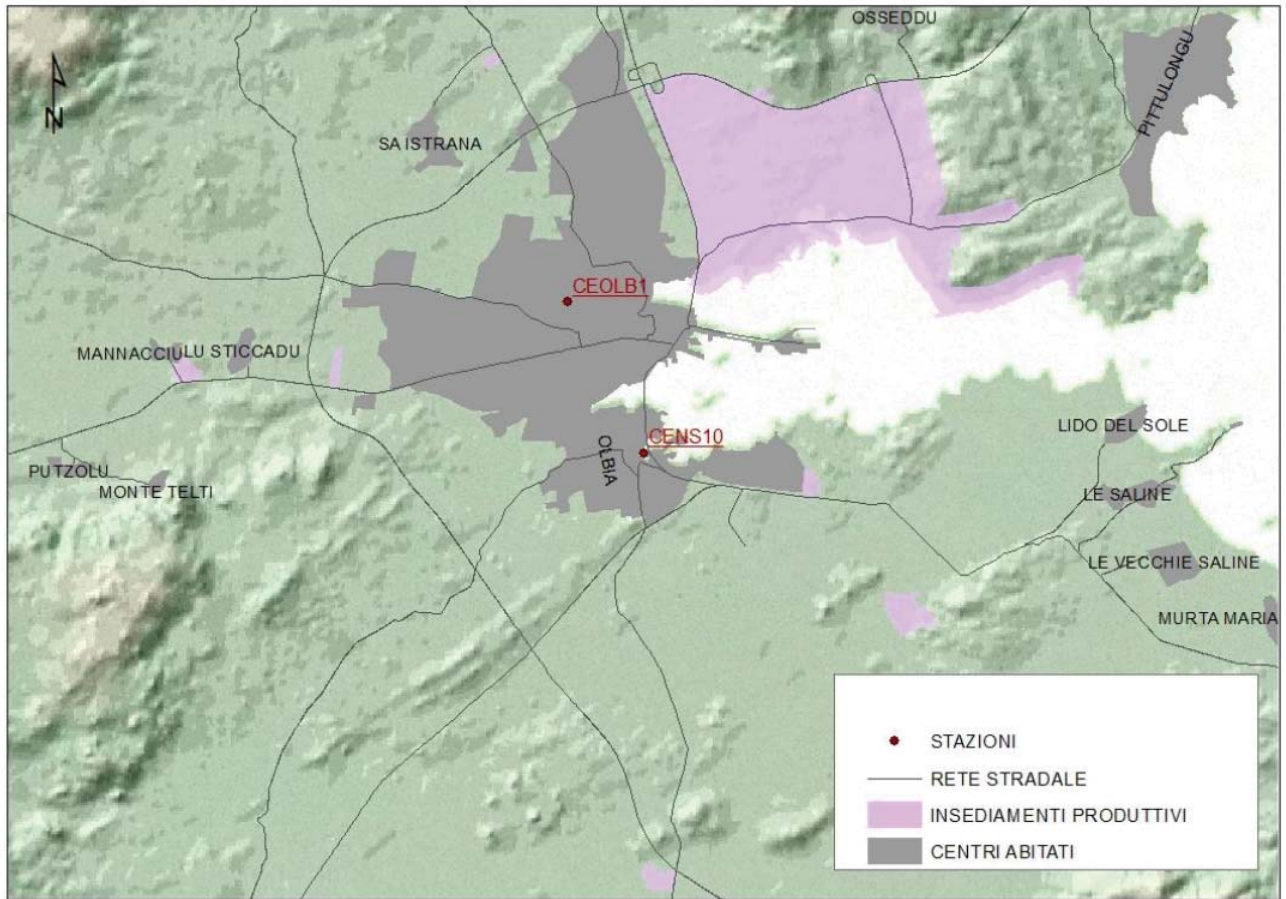 OSSEDDU
PITTULONGU
N
SA ISTRANA
CEOLB1
MANNACCIULU STICCADU
LIDO DEL SOLE
CENS10
OLBIA
PUTZOLU
MONTE TELTI
LE SALINE
LE VECCHIE SALINE
MURTA MARIA
STAZIONI
RETE STRADALE
INSEDIAMENTI PRODUTTIVI
CENTRI ABITATI